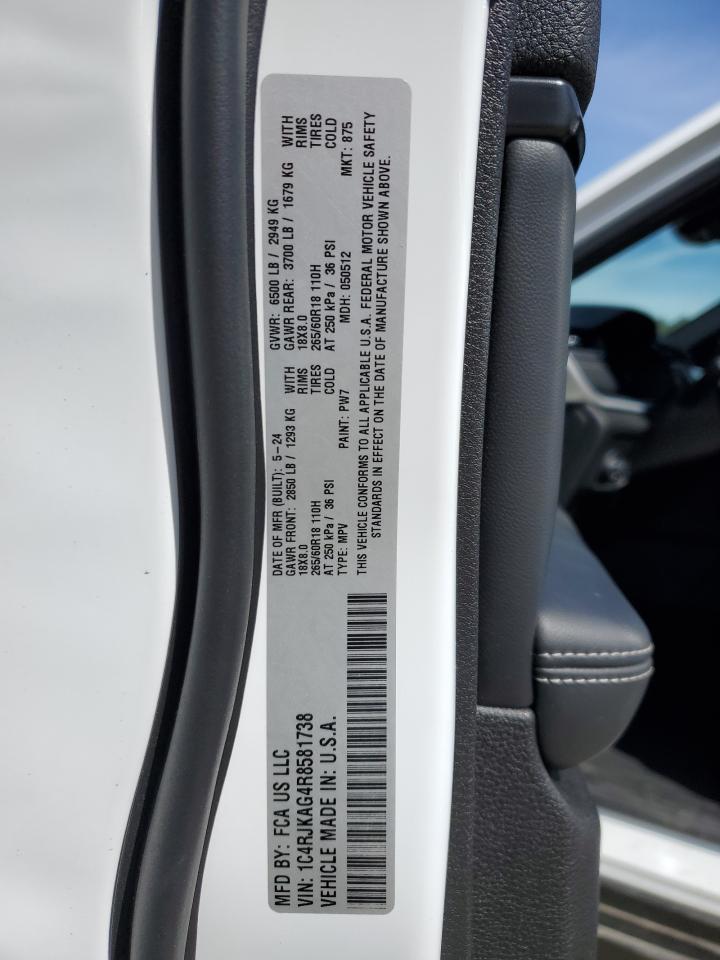 MFD BY: FCA US LLC
VIN: 1C4RJKAG4R8581738
VEHICLE MADE IN: U.S.A.
DATE OF MFR (BUILT): 5-24
GVWR: 6500 LB / 2949 KG
GAWR FRONT: 2850 LB / 1293 KG WITH
18X8.0 RIMS
265/60R18 110H TIRES
AT 250 kPa / 36 PSI COLD
GAWR REAR: 3700 LB / 1679 KG WITH
18X8.0 RIMS
265/60R18 110H TIRES
AT 250 kPa / 36 PSI COLD
TYPE: MPV PAINT: PW7 MDH: 050512 MKT: 875
THIS VEHICLE CONFORMS TO ALL APPLICABLE U.S.A. FEDERAL MOTOR VEHICLE SAFETY
STANDARDS IN EFFECT ON THE DATE OF MANUFACTURE SHOWN ABOVE.